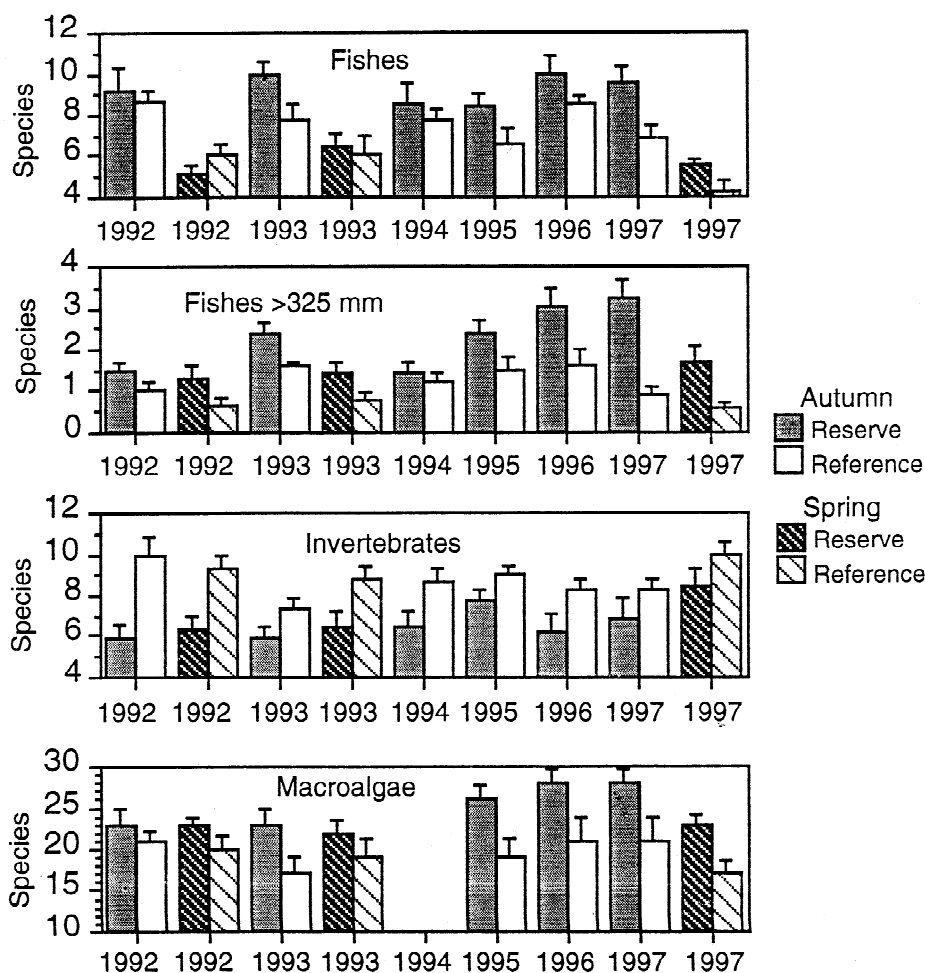 12
10
8
6
4
Species
Fishes
1992 1992 1993 1993 1994 1995 1996 1997 1997
4
3
2
1
0
Species
Fishes >325 mm
1992 1992 1993 1993 1994 1995 1996 1997 1997
Autumn
Reserve
Reference
Spring
Reserve
Reference
12
10
8
6
4
Species
Invertebrates
1992 1992 1993 1993 1994 1995 1996 1997 1997
30
25
20
15
10
Species
Macroalgae
1992 1992 1993 1993 1994 1995 1996 1997 1997